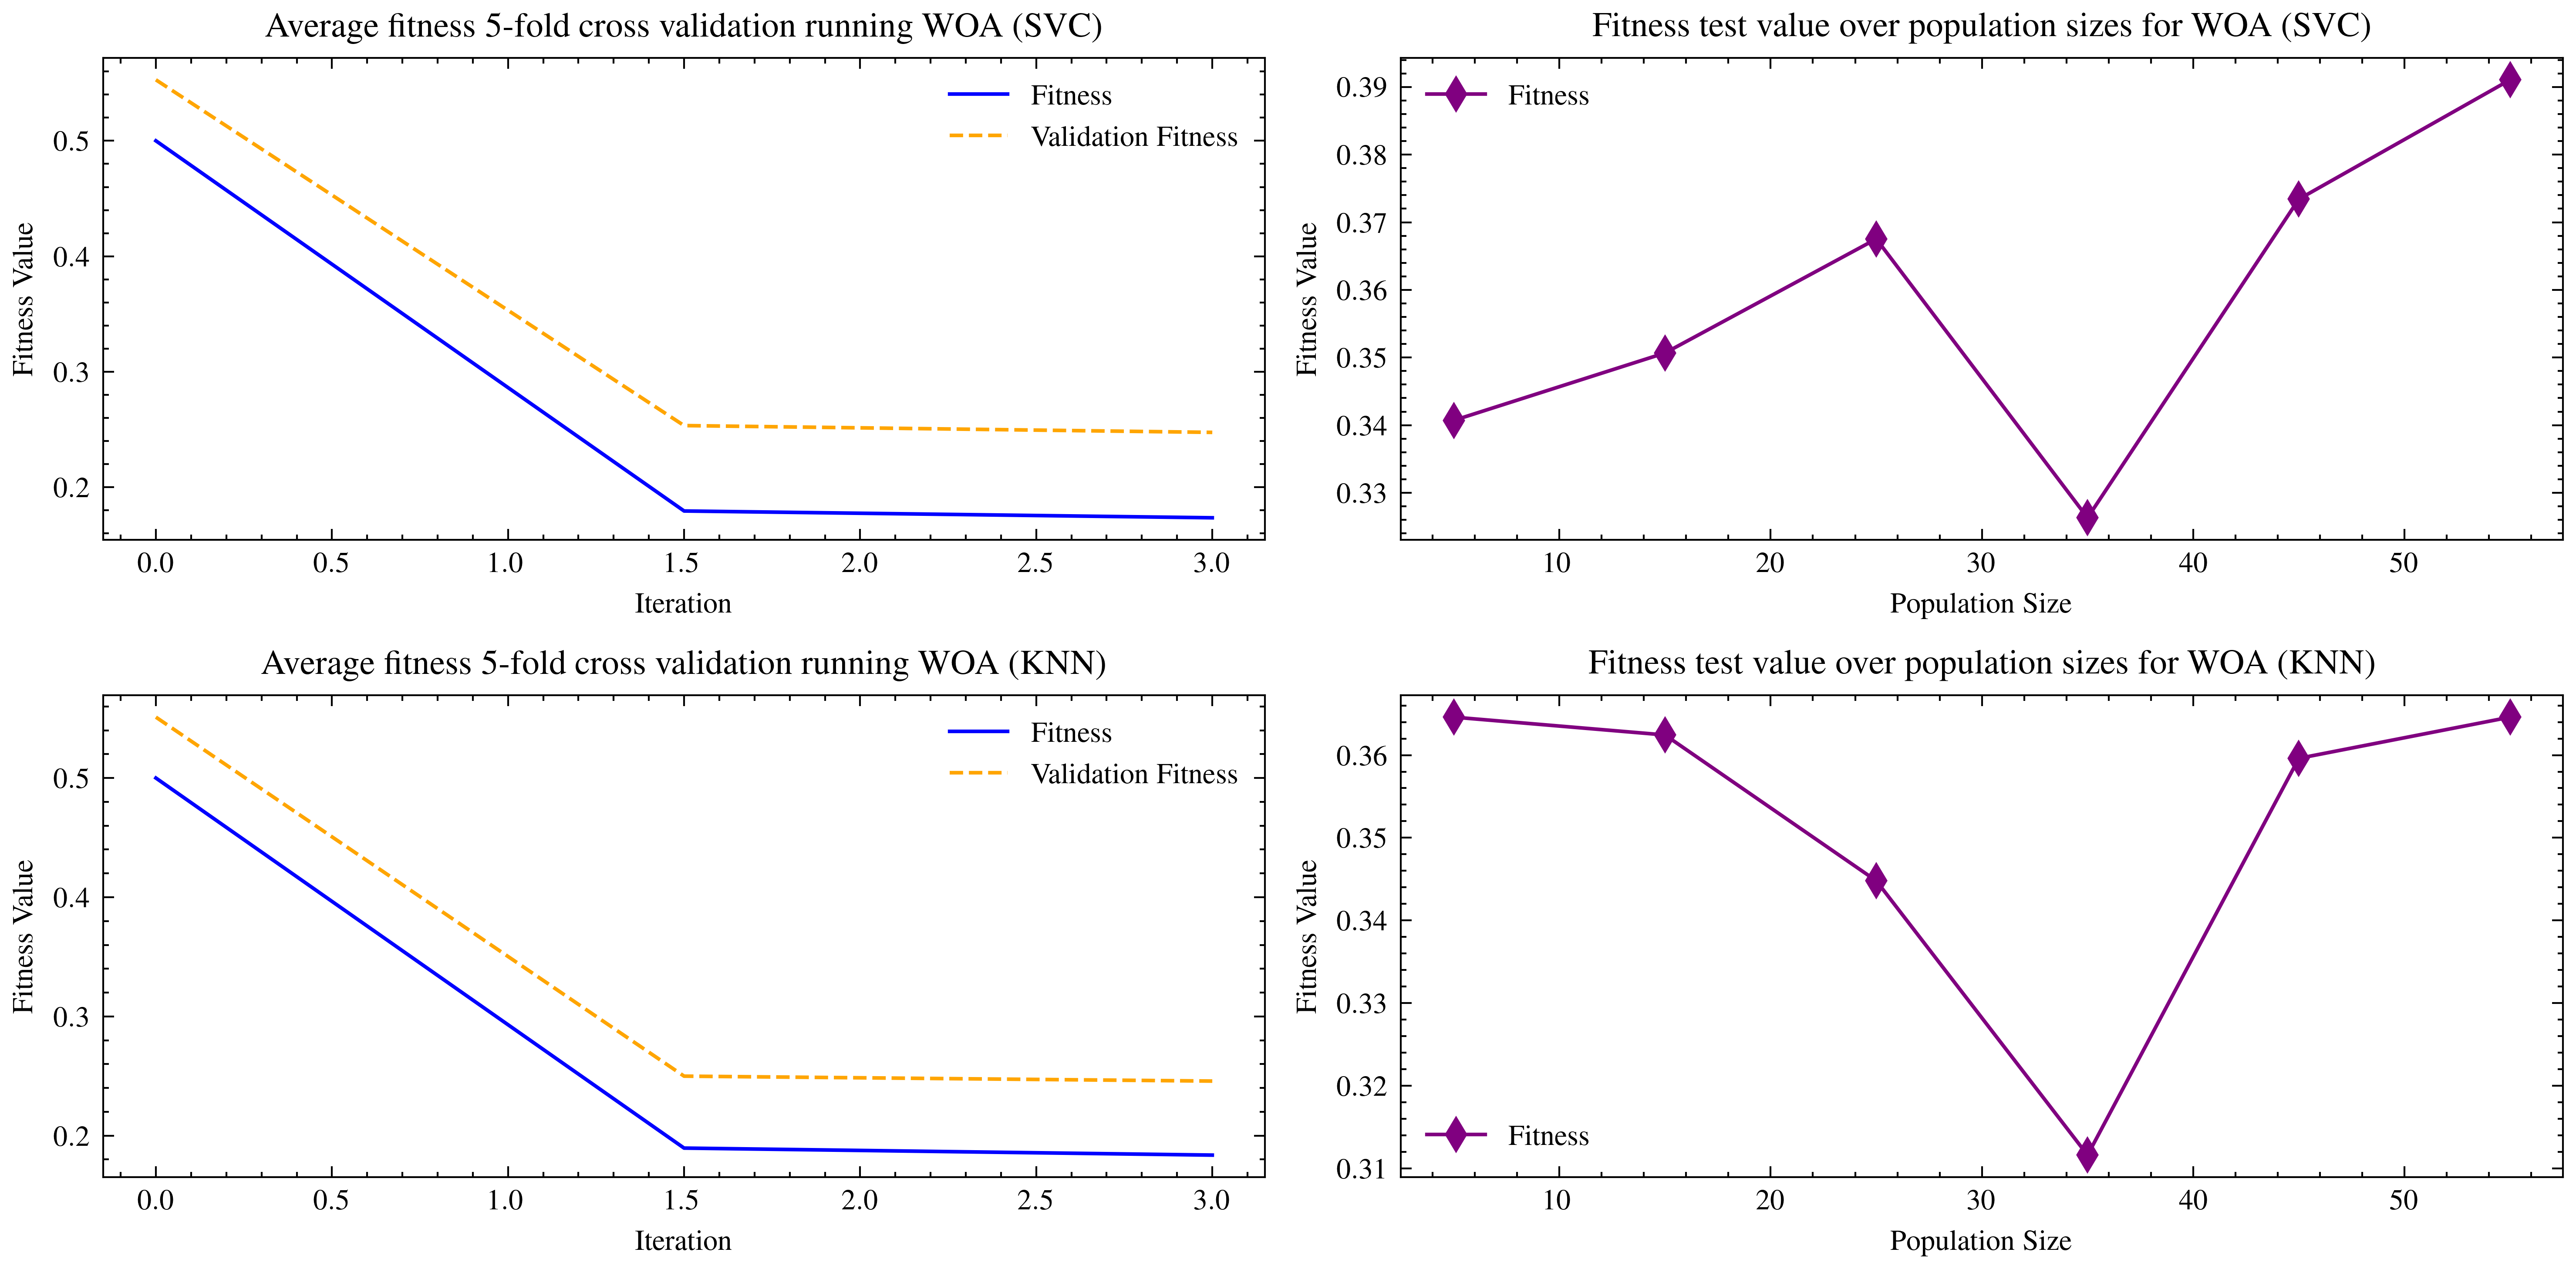 Average fitness 5-fold cross validation running WOA (SVC)
Fitness Value
0.5
0.4
0.3
0.2
Fitness
Validation Fitness
0.0 0.5 1.0 1.5 2.0 2.5 3.0
Iteration
Fitness test value over population sizes for WOA (SVC)
Fitness Value
0.39
0.38
0.37
0.36
0.35
0.34
0.33
Fitness
10 20 30 40 50
Population Size
Average fitness 5-fold cross validation running WOA (KNN)
Fitness Value
0.5
0.4
0.3
0.2
Fitness
Validation Fitness
0.0 0.5 1.0 1.5 2.0 2.5 3.0
Iteration
Fitness test value over population sizes for WOA (KNN)
Fitness Value
0.36
0.35
0.34
0.33
0.32
0.31
Fitness
10 20 30 40 50
Population Size